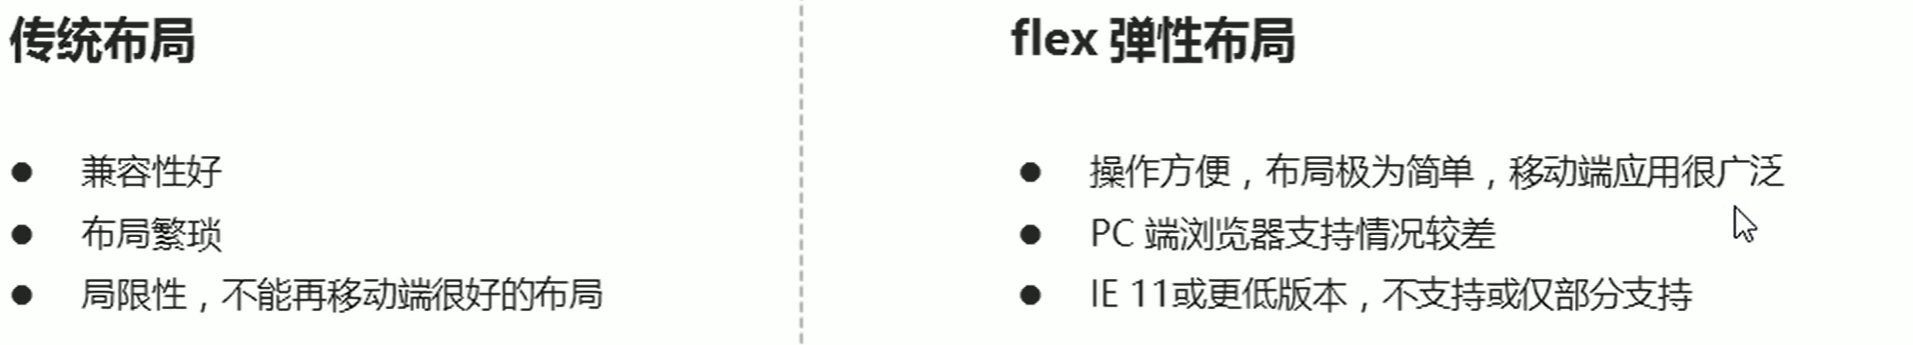 传统布局
兼容性好
布局繁琐
局限性，不能再移动端很好的布局
flex 弹性布局
操作方便，布局极为简单，移动端应用很广泛
PC 端浏览器支持情况较差
IE 11或更低版本，不支持或仅部分支持